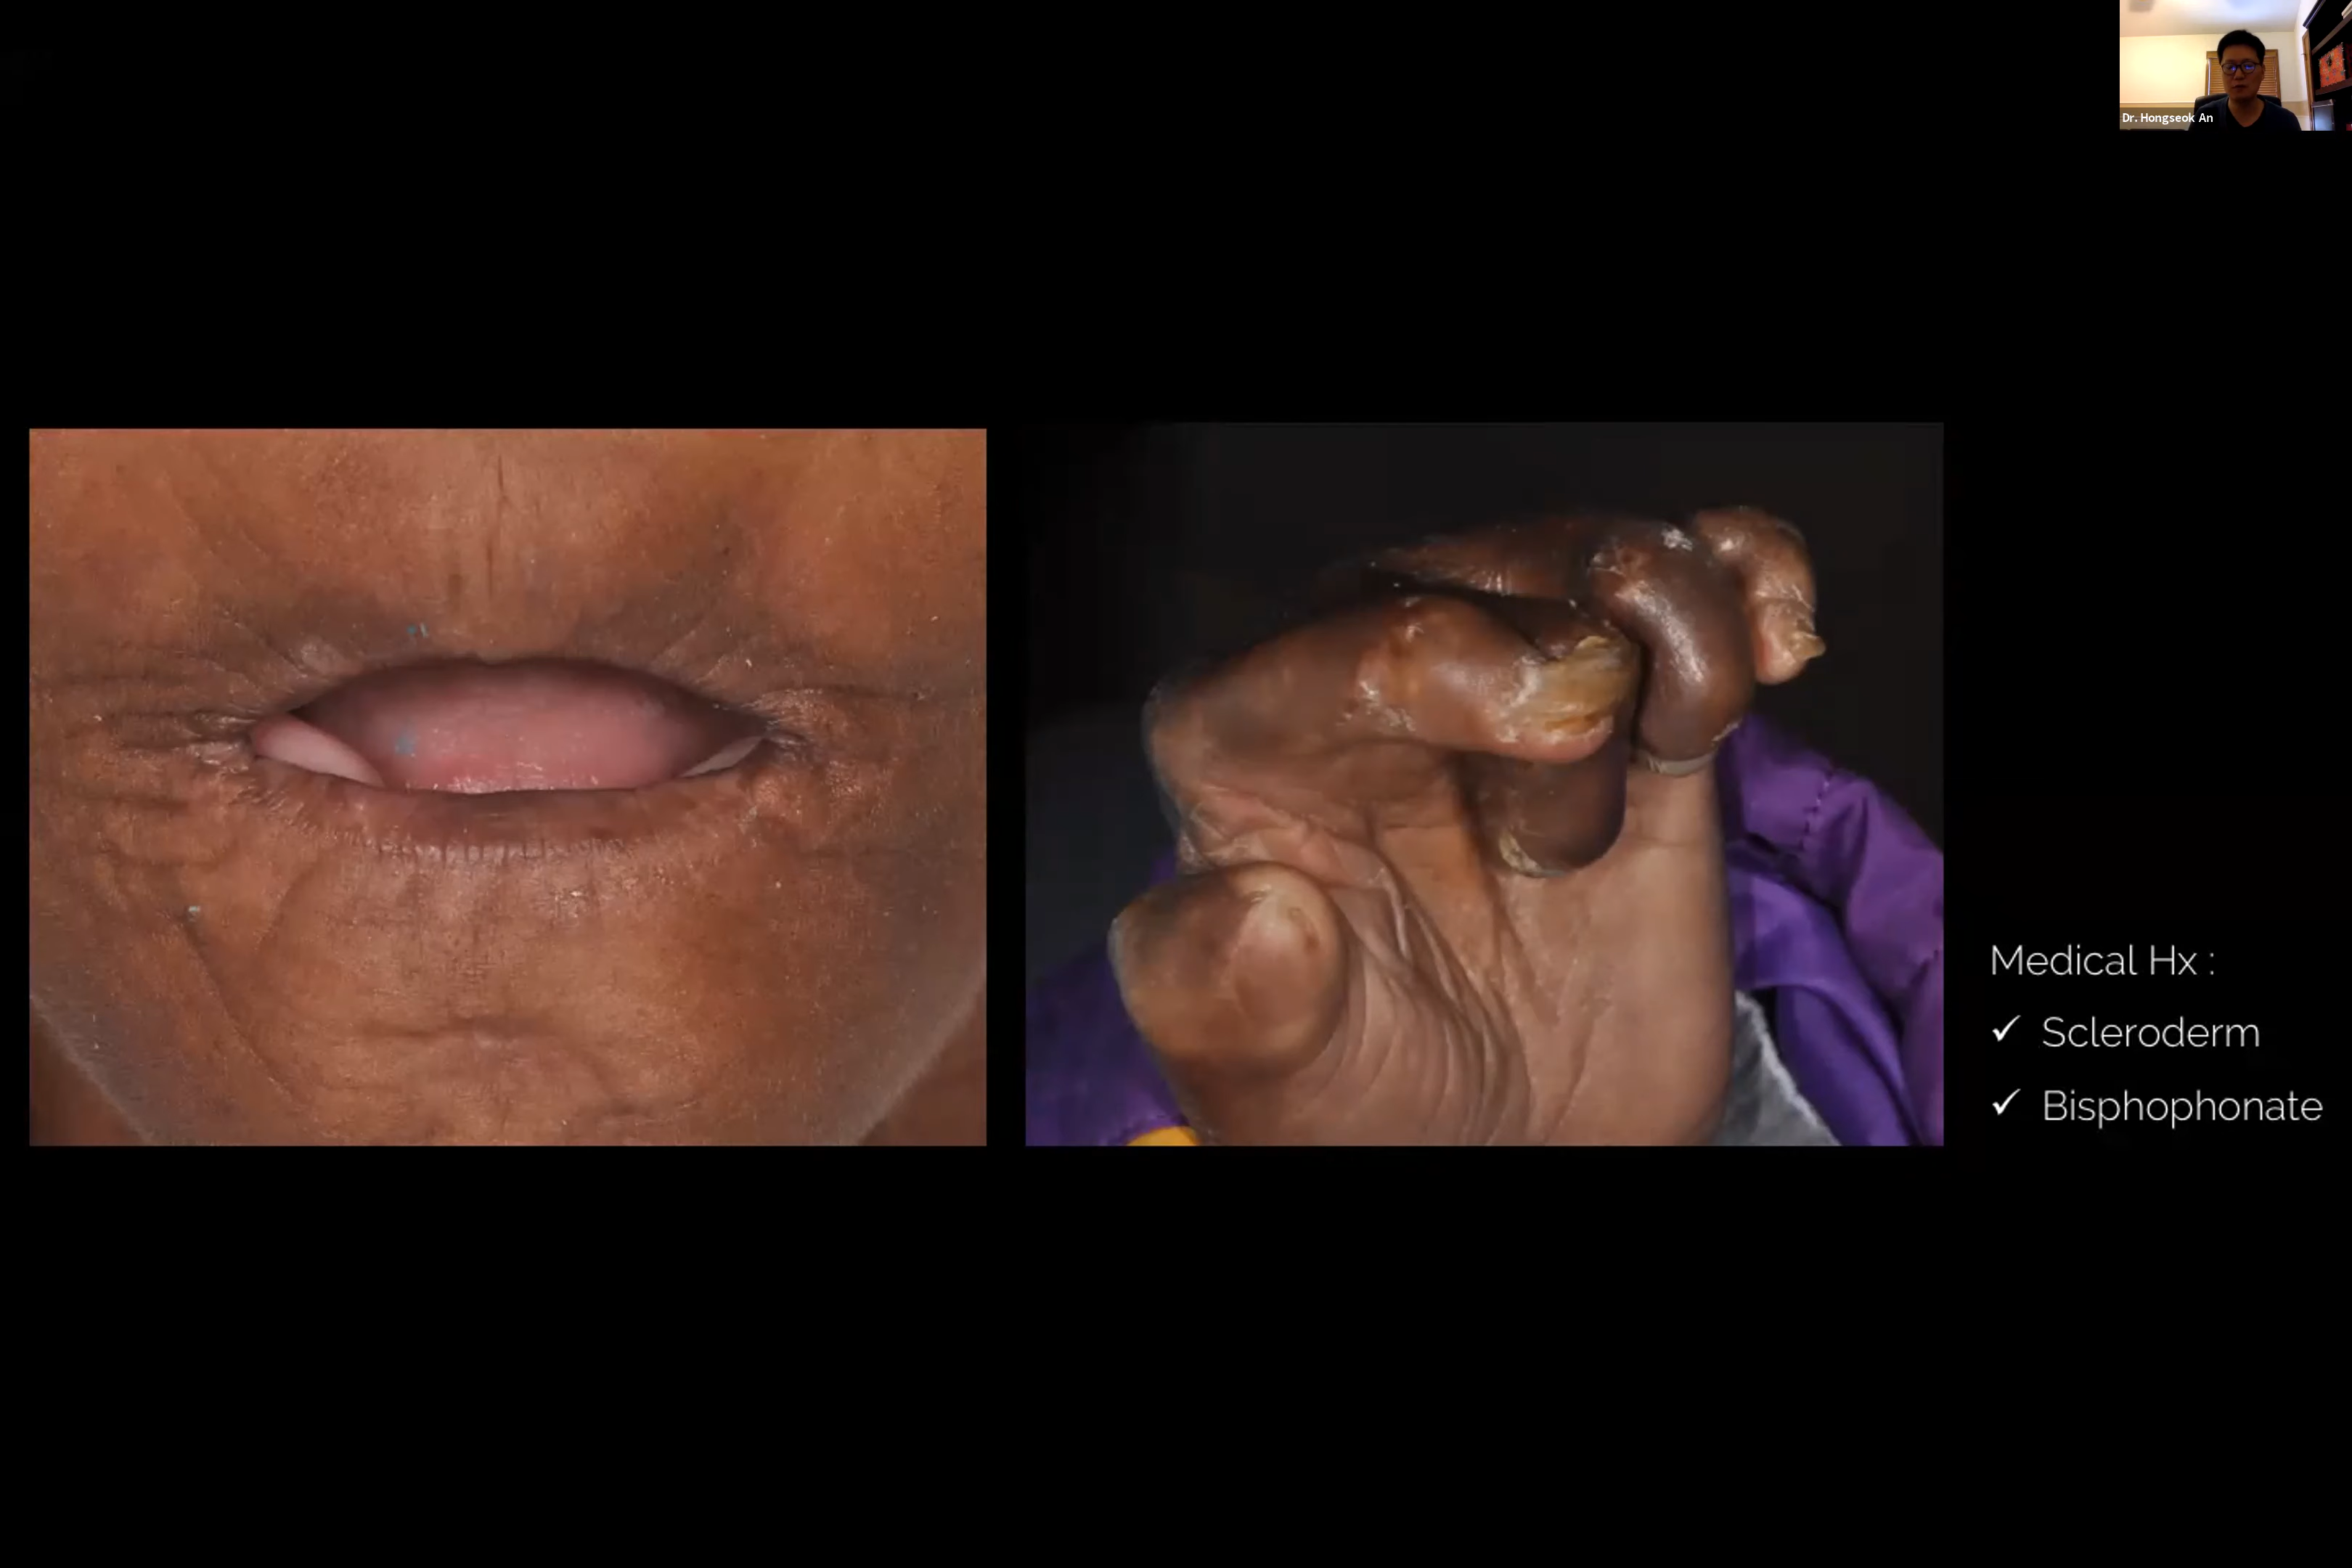 Dr. Hongseok An
Medical Hx :
✓ Scleroderm
✓ Bisphophonate